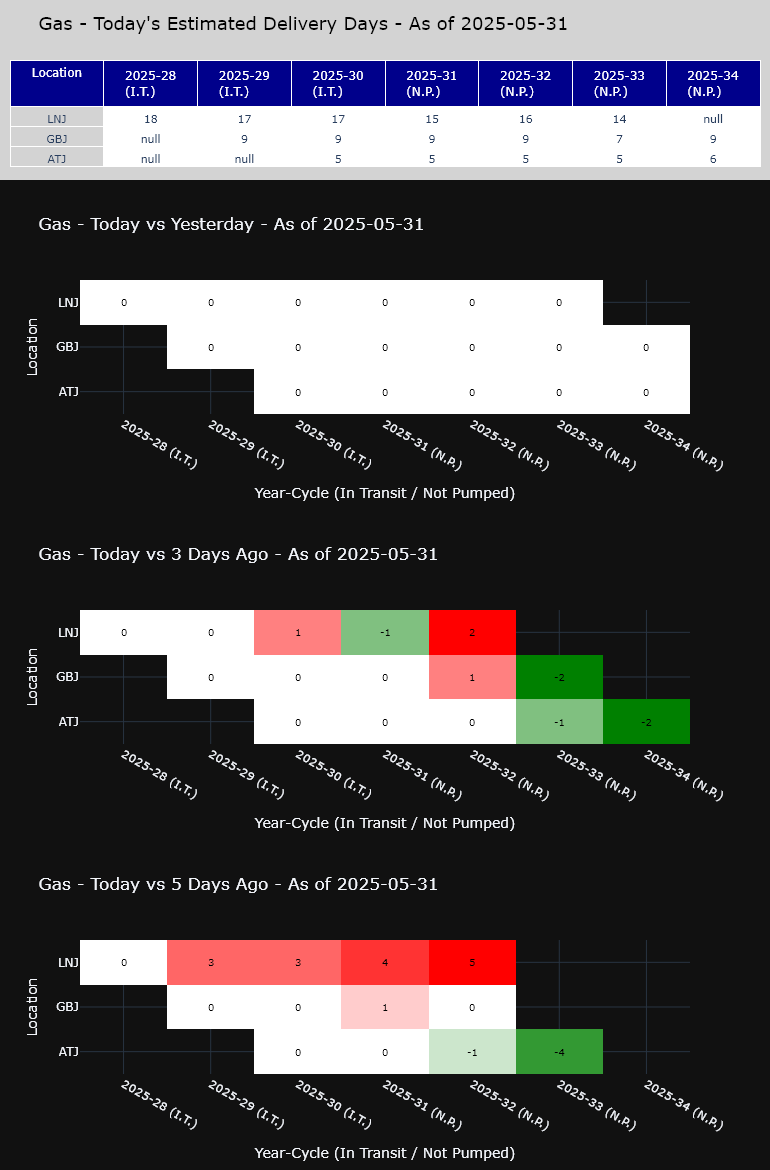 Gas - Today's Estimated Delivery Days - As of 2025-05-31
Location 2025-28 (I.T.) 2025-29 (I.T.) 2025-30 (I.T.) 2025-31 (N.P.) 2025-32 (N.P.) 2025-33 (N.P.) 2025-34 (N.P.)
LNJ 18 17 17 15 16 14 null
GBJ null 9 9 9 9 7 9
ATJ null null 5 5 5 5 6
Gas - Today vs Yesterday - As of 2025-05-31
Location
LNJ 0 0 0 0 0 0
GBJ 0 0 0 0 0 0
ATJ 0 0 0 0 0
2025-28 (I.T.) 2025-29 (I.T.) 2025-30 (I.T.) 2025-31 (N.P.) 2025-32 (N.P.) 2025-33 (N.P.) 2025-34 (N.P.)
Year-Cycle (In Transit / Not Pumped)
Gas - Today vs 3 Days Ago - As of 2025-05-31
Location
LNJ 0 0 1 -1 2
GBJ 0 0 0 1 -2
ATJ 0 0 0 -1 -2
2025-28 (I.T.) 2025-29 (I.T.) 2025-30 (I.T.) 2025-31 (N.P.) 2025-32 (N.P.) 2025-33 (N.P.) 2025-34 (N.P.)
Year-Cycle (In Transit / Not Pumped)
Gas - Today vs 5 Days Ago - As of 2025-05-31
Location
LNJ 0 3 3 4 5
GBJ 0 0 1 0
ATJ 0 0 -1 -4
2025-28 (I.T.) 2025-29 (I.T.) 2025-30 (I.T.) 2025-31 (N.P.) 2025-32 (N.P.) 2025-33 (N.P.) 2025-34 (N.P.)
Year-Cycle (In Transit / Not Pumped)